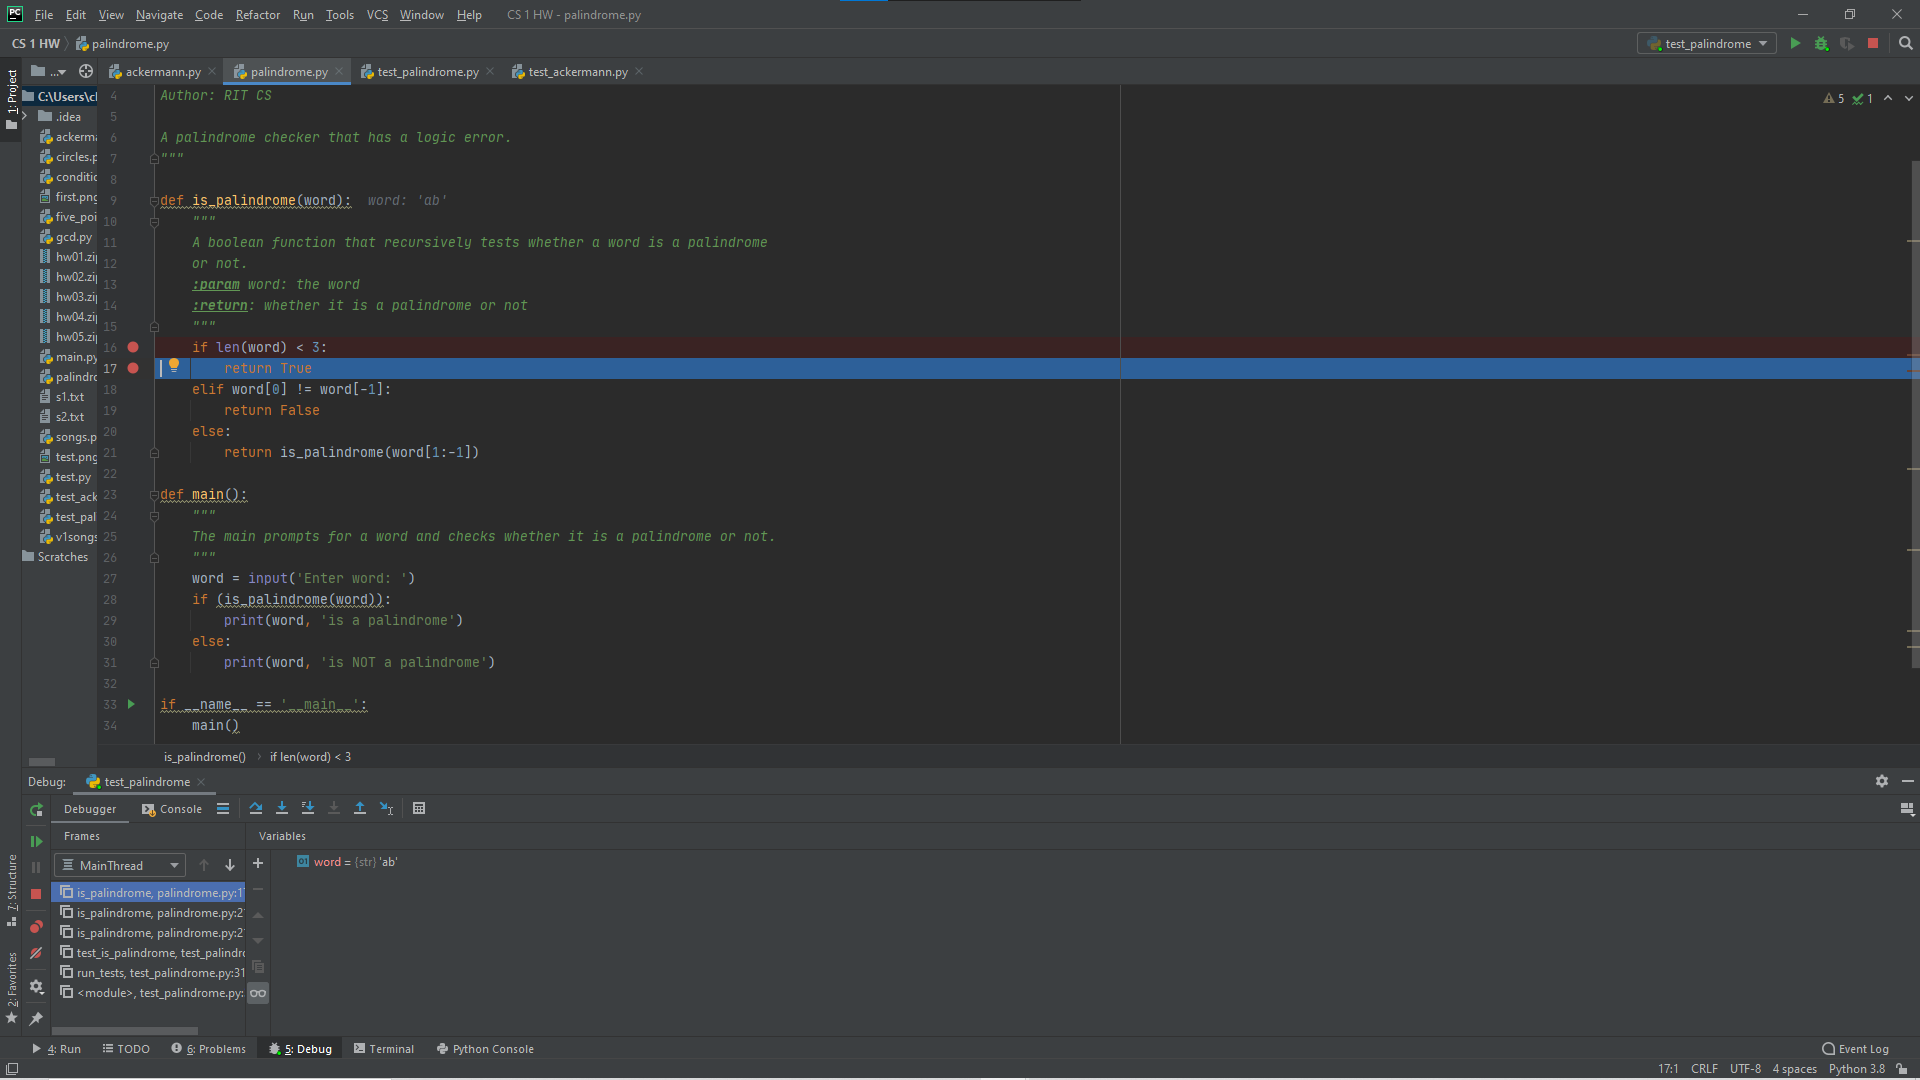 PC File Edit View Navigate Code Refactor Run Tools VCS Window Help CS 1 HW - palindrome.py
CS 1 HW palindrome.py test_palindrome
1: Project ... ackermann.py palindrome.py test_palindrome.py test_ackermann.py
C:\Users\cl
.idea
ackerma
circles.p
conditic
first.png
five_poi
gcd.py
hw01.zip
hw02.zip
hw03.zip
hw04.zip
hw05.zip
main.py
palindro
s1.txt
s2.txt
songs.p
test.png
test.py
test_ack
test_pal
v1songs
Scratches
5 1
4 Author: RIT CS
5
6 A palindrome checker that has a logic error.
7 """
8
9 def is_palindrome(word): word: 'ab'
10 """
11 A boolean function that recursively tests whether a word is a palindrome
12 or not.
13 :param word: the word
14 :return: whether it is a palindrome or not
15 """
16 if len(word) < 3:
17 return True
18 elif word[0] != word[-1]:
19 return False
20 else:
21 return is_palindrome(word[1:-1])
22
23 def main():
24 """
25 The main prompts for a word and checks whether it is a palindrome or not.
26 """
27 word = input('Enter word: ')
28 if (is_palindrome(word)):
29 print(word, 'is a palindrome')
30 else:
31 print(word, 'is NOT a palindrome')
32
33 if __name__ == '__main__':
34 main()
is_palindrome() if len(word) < 3
Debug: test_palindrome
Debugger Console
Frames Variables
MainThread
word = {str} 'ab'
is_palindrome, palindrome.py:17
is_palindrome, palindrome.py:2
is_palindrome, palindrome.py:2
test_is_palindrome, test_palindro
run_tests, test_palindrome.py:31
<module>, test_palindrome.py:
7: Structure
2: Favorites
4: Run TODO 6: Problems 5: Debug Terminal Python Console Event Log
17:1 CRLF UTF-8 4 spaces Python 3.8